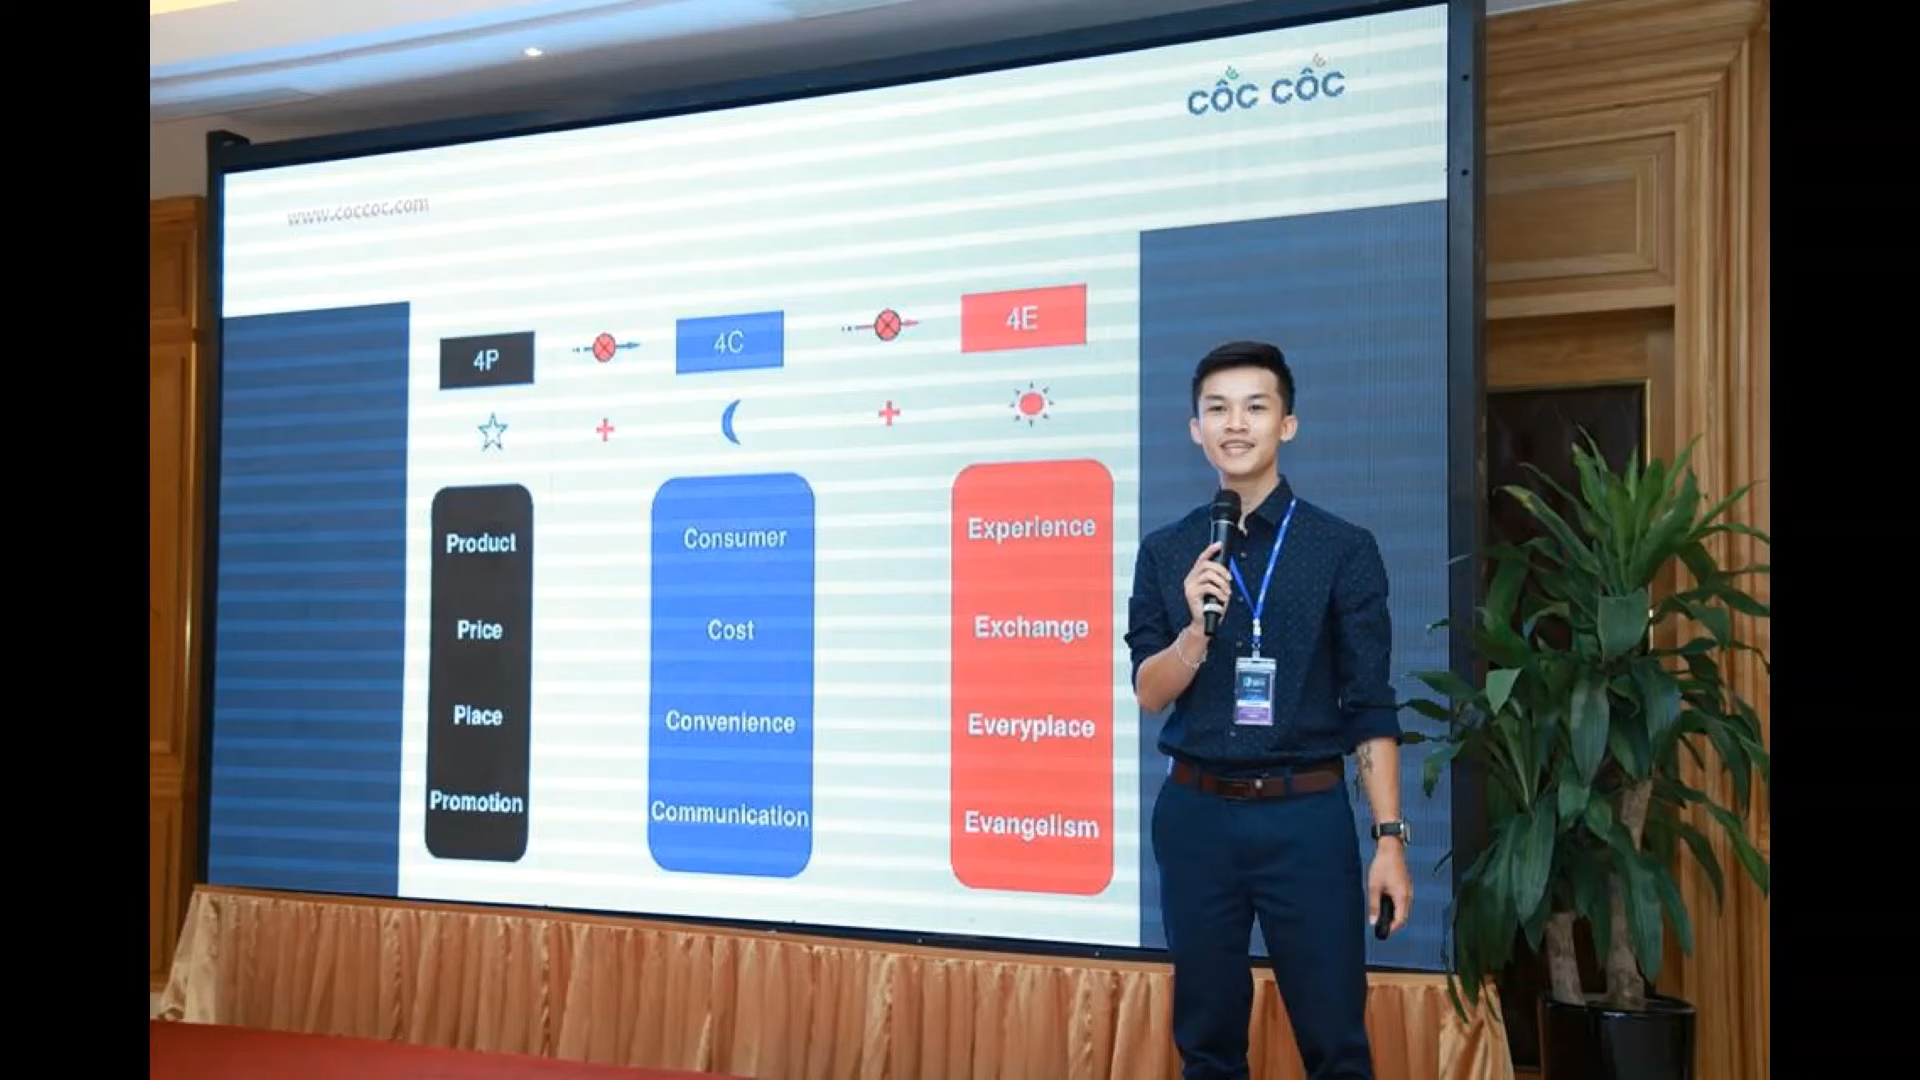 CỐC CỐC
www.coccoc.com
4P
4C
4E
Product
Consumer
Experience
Price
Cost
Exchange
Place
Convenience
Everyplace
Promotion
Communication
Evangelism